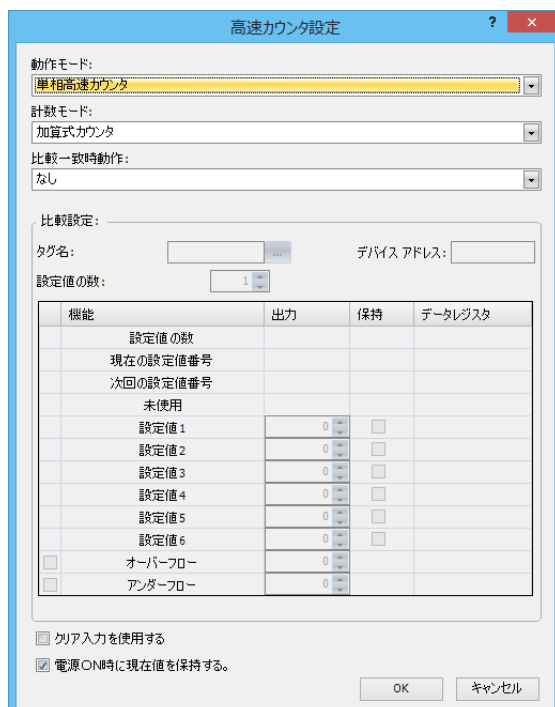 高速カウンタ設定
? ×
動作モード:
単相高速カウンタ
計数モード:
加算式カウンタ
比較一致時動作:
なし
比較設定:
タグ名: ... デバイス アドレス:
設定値の数: 1
機能 出力 保持 データレジスタ
設定値の数
現在の設定値番号
次回の設定値番号
未使用
設定値1 0
設定値2 0
設定値3 0
設定値4 0
設定値5 0
設定値6 0
オーバーフロー 0
アンダーフロー 0
クリア入力を使用する
電源ON時に現在値を保持する。
OK キャンセル